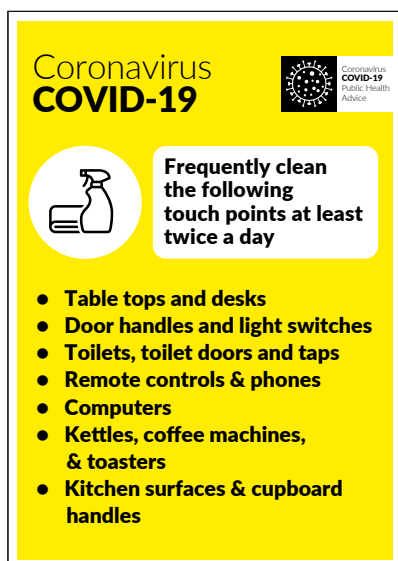 Coronavirus
COVID-19
Coronavirus
COVID-19
Public Health
Advice
Frequently clean
the following
touch points at least
twice a day
● Table tops and desks
● Door handles and light switches
● Toilets, toilet doors and taps
● Remote controls & phones
● Computers
● Kettles, coffee machines,
& toasters
● Kitchen surfaces & cupboard
handles